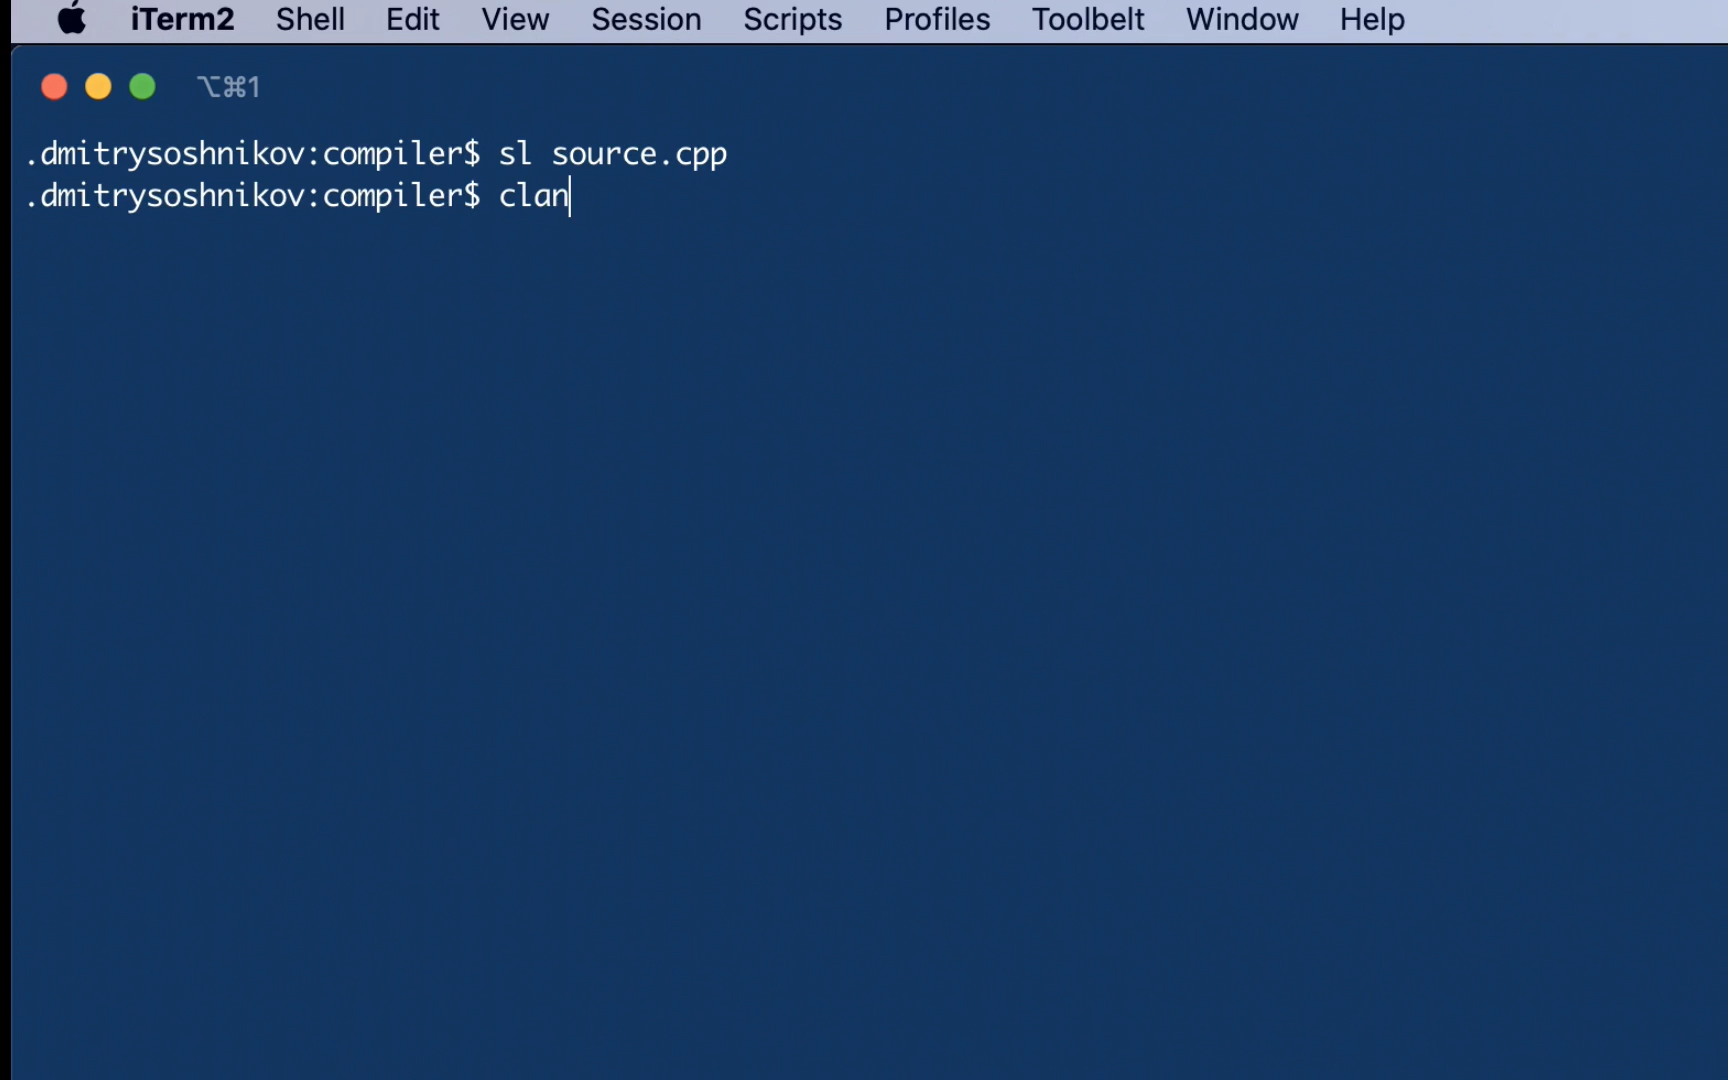 iTerm2 Shell Edit View Session Scripts Profiles Toolbelt Window Help
⌥⌘1
.dmitrysoshnikov:compiler$ sl source.cpp
.dmitrysoshnikov:compiler$ clan